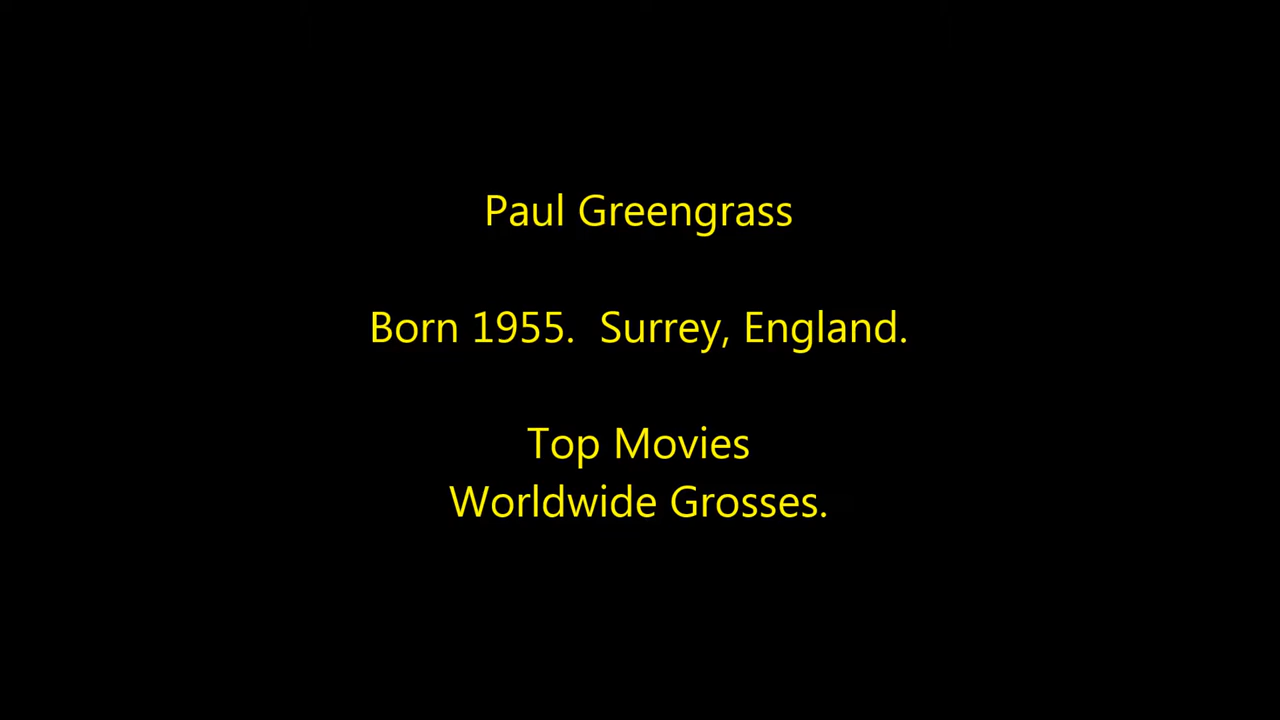 Paul Greengrass
Born 1955.  Surrey, England.
Top Movies
Worldwide Grosses.